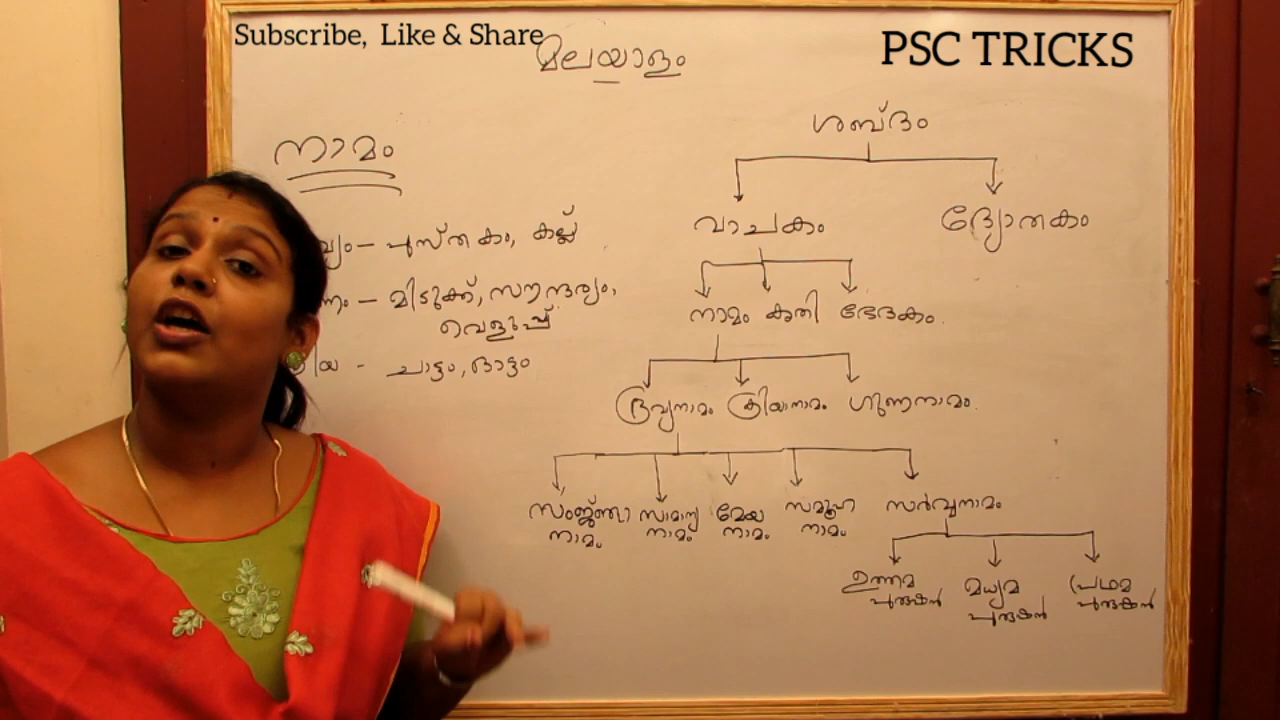 Subscribe, Like & Share
PSC TRICKS
മലയാളം
നാമം
പുസ്തകം, കല്ല്
മിടുക്ക്, സൗന്ദര്യം,
വെളുപ്പ്
ചാട്ടം, ഓട്ടം
ശബ്ദം
വാചകം ദ്യോതകം
നാമം കൃതി ഭേദകം
ദ്രവ്യനാമം ക്രിയാനാമം ഗുണനാമം
സംജ്ഞാ സാമാന്യ മേയ സമൂഹ സർവ്വനാമം
നാമം നാമം നാമം നാമം
ഉത്തമ മധ്യമ പ്രഥമ
പുരുഷൻ പുരുഷൻ പുരുഷൻ